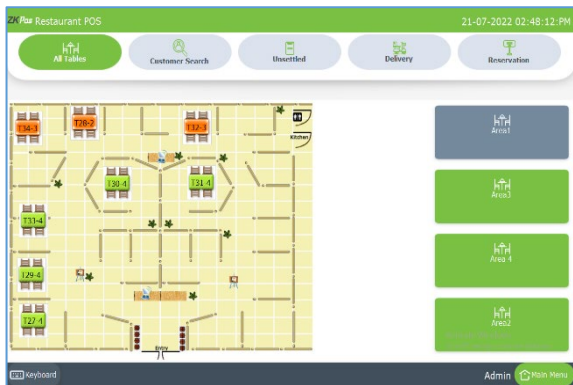 ZKPos Restaurant POS
21-07-2022 02:48:12:PM
All Tables
Customer Search
Unsettled
Delivery
Reservation
T34-3
T28-2
T32-3
Kitchen
Area1
T30-4
T31-4
Area3
T33-4
Area 4
T29-4
T27-4
Area2
Entry
Keyboard
Admin
Main Menu